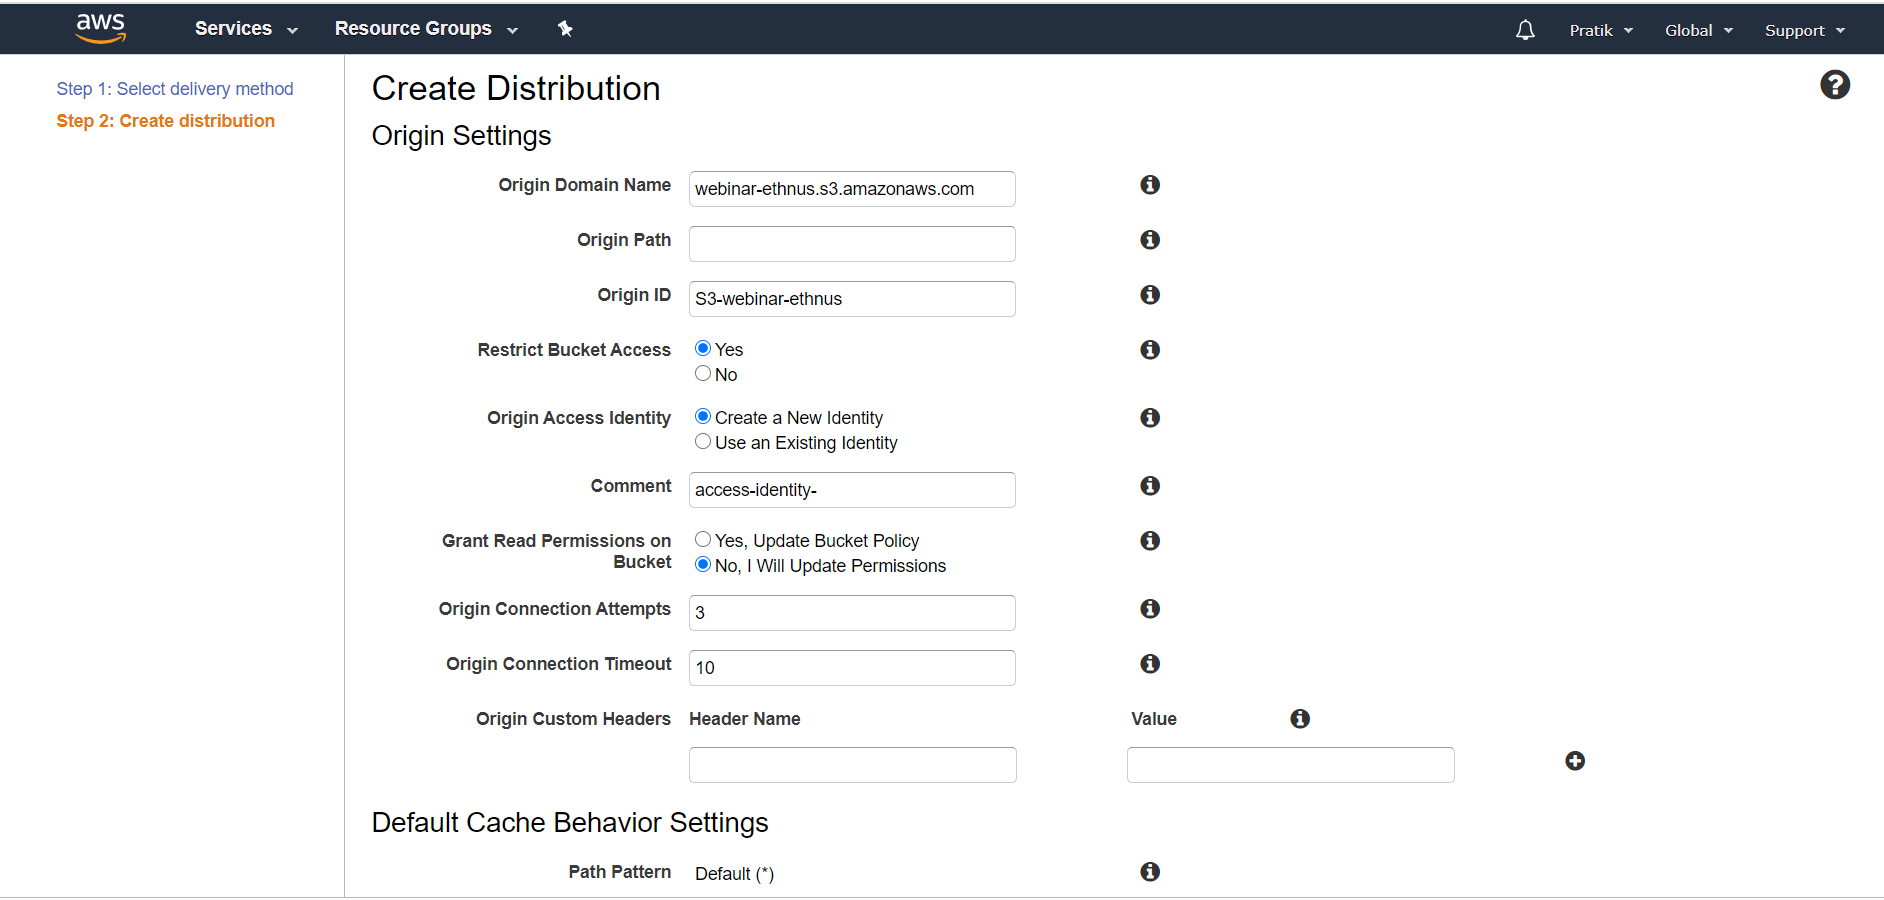 aws Services Resource Groups Pratik Global Support
Step 1: Select delivery method
Step 2: Create distribution
Create Distribution
Origin Settings
Origin Domain Name webinar-ethnus.s3.amazonaws.com
Origin Path
Origin ID S3-webinar-ethnus
Restrict Bucket Access Yes
No
Origin Access Identity Create a New Identity
Use an Existing Identity
Comment access-identity-
Grant Read Permissions on Yes, Update Bucket Policy
Bucket No, I Will Update Permissions
Origin Connection Attempts 3
Origin Connection Timeout 10
Origin Custom Headers Header Name Value
Default Cache Behavior Settings
Path Pattern Default (*)